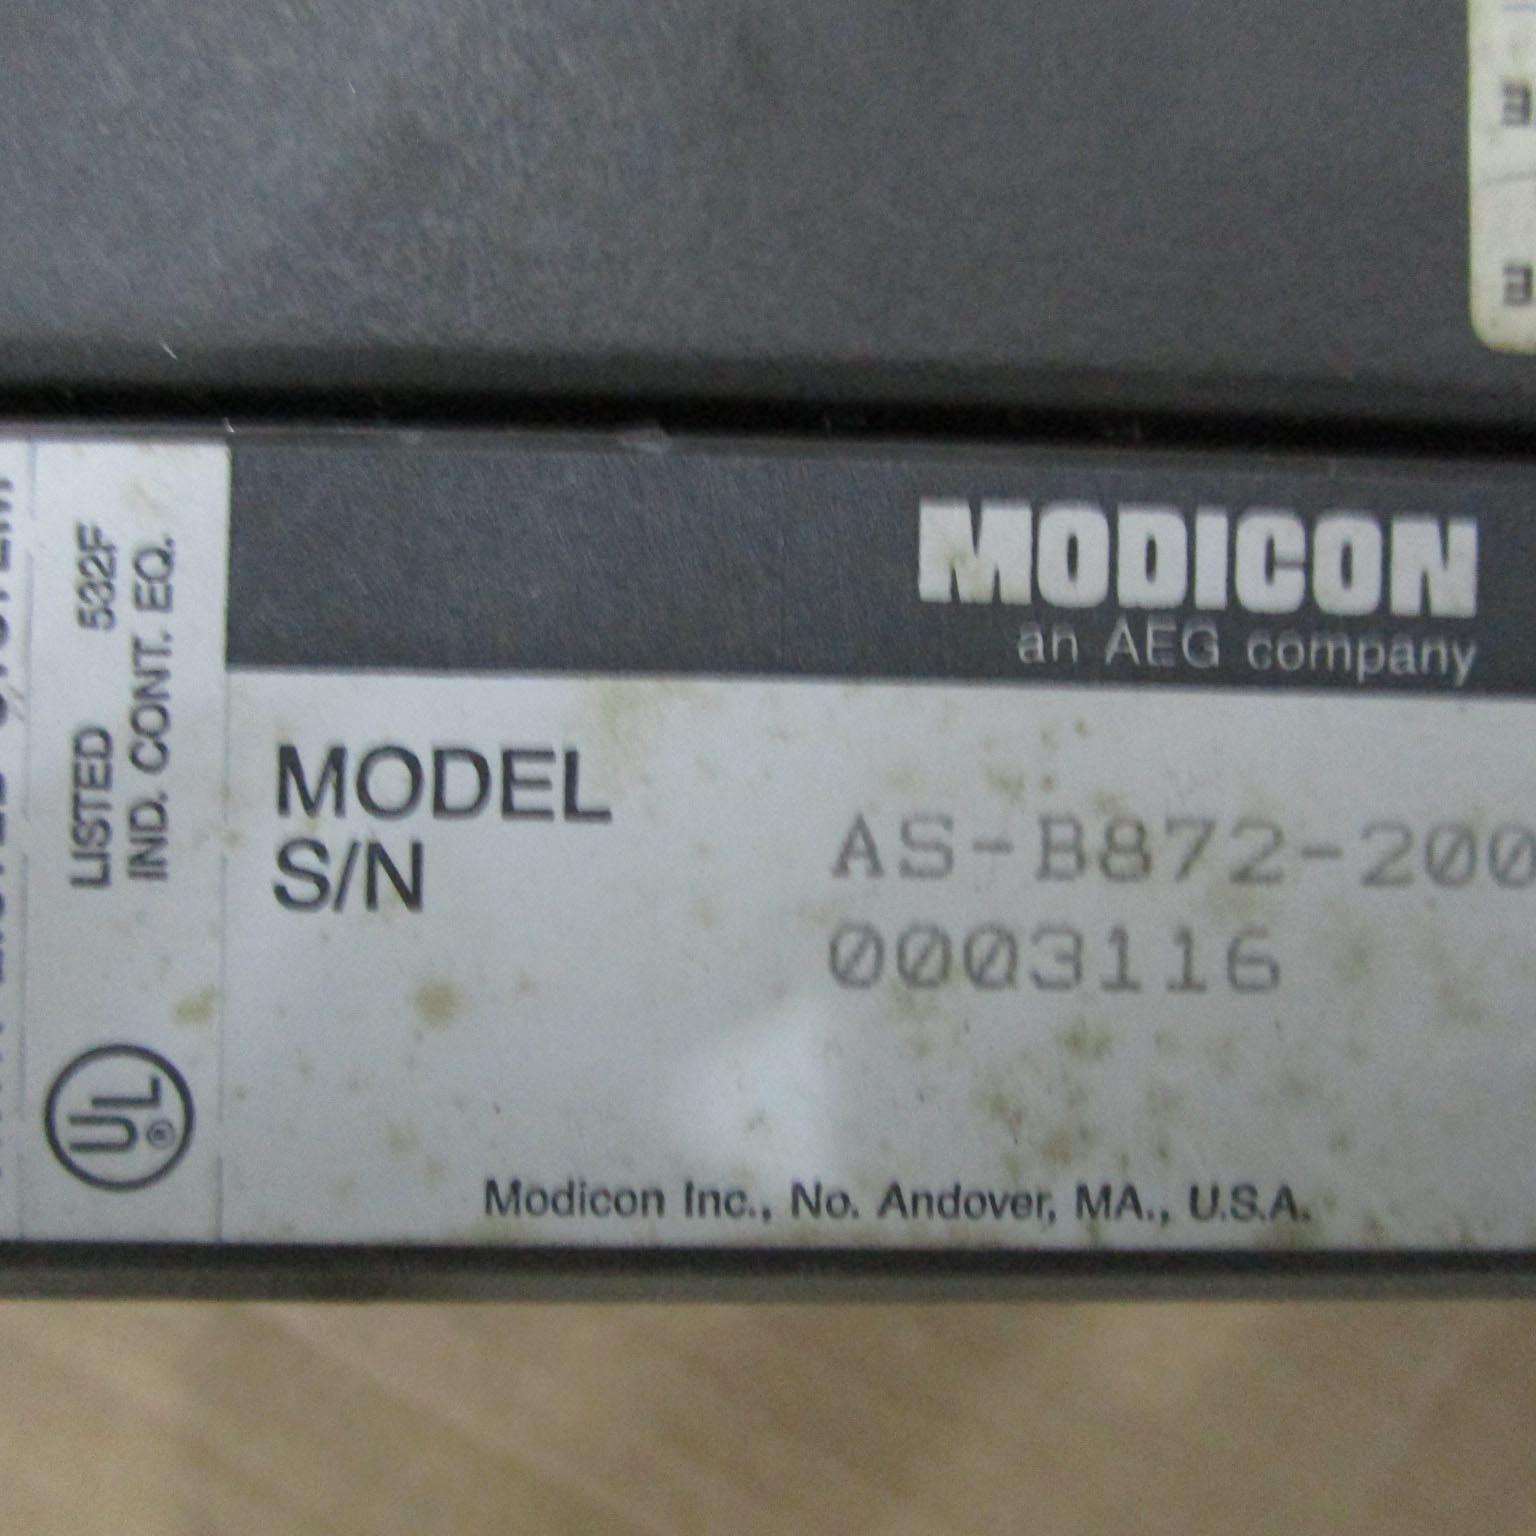 MODICON
an AEG company
LISTED 532F
IND. CONT. EQ.
UL
®
MODEL AS-B872-200
S/N 0003116
Modicon Inc., No. Andover, MA., U.S.A.